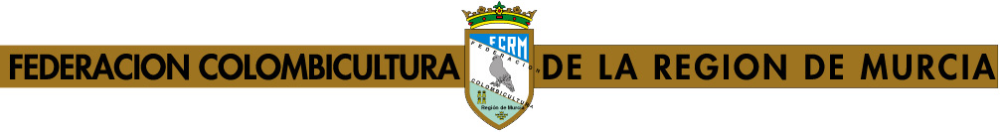 FEDERACION COLOMBICULTURA DE LA REGION DE MURCIA
FCRM
FEDERACION
COLOMBICULTURA
Región de Murcia